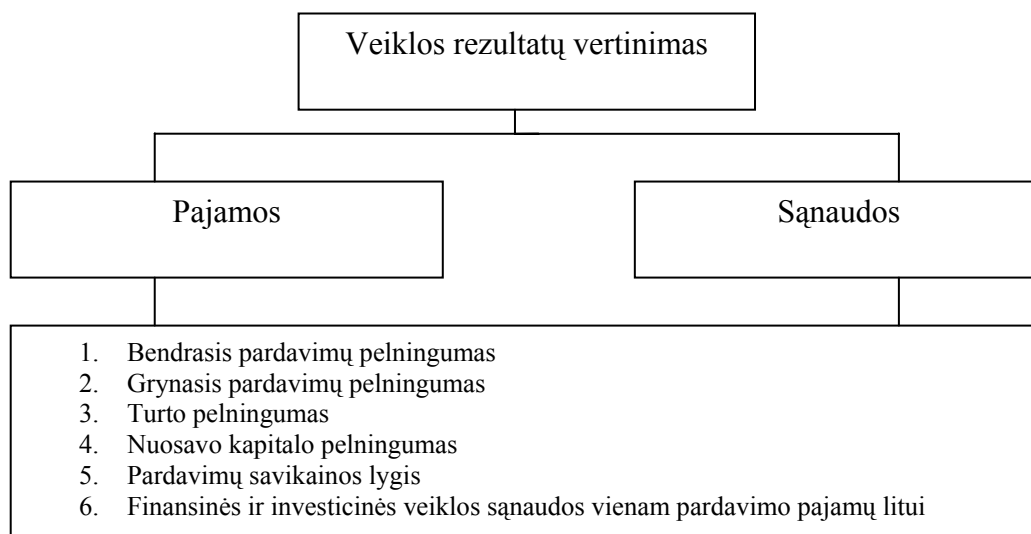 Veiklos rezultatų vertinimas
Pajamos
Sąnaudos
1. Bendrasis pardavimų pelningumas
2. Grynasis pardavimų pelningumas
3. Turto pelningumas
4. Nuosavo kapitalo pelningumas
5. Pardavimų savikainos lygis
6. Finansinės ir investicinės veiklos sąnaudos vienam pardavimo pajamų litui